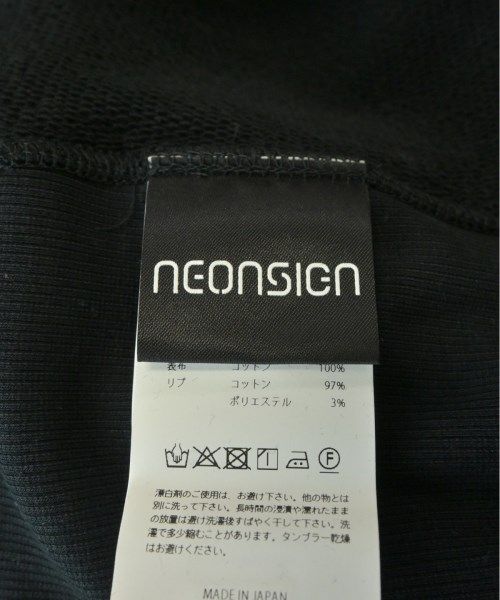 NEONSIGN
表布 コットン 100%
リブ コットン 97%
ポリエステル 3%
漂白剤のご使用は、お避け下さい。他の物とは
別に洗って下さい。長時間の浸漬や濡れたまま
の放置は避け洗濯後すばやく干して下さい。洗
濯で多少縮むことがあります。タンブラー乾燥
はお避けください。
MADE IN JAPAN